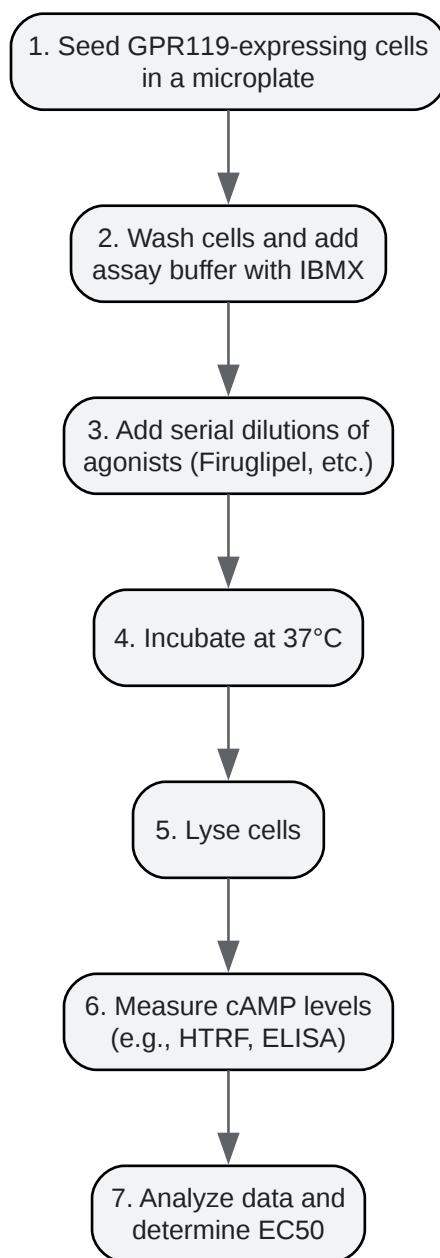 1. Seed GPR119-expressing cells
in a microplate
2. Wash cells and add
assay buffer with IBMX
3. Add serial dilutions of
agonists (Firuglipel, etc.)
4. Incubate at 37°C
5. Lyse cells
6. Measure cAMP levels
(e.g., HTRF, ELISA)
7. Analyze data and
determine EC50